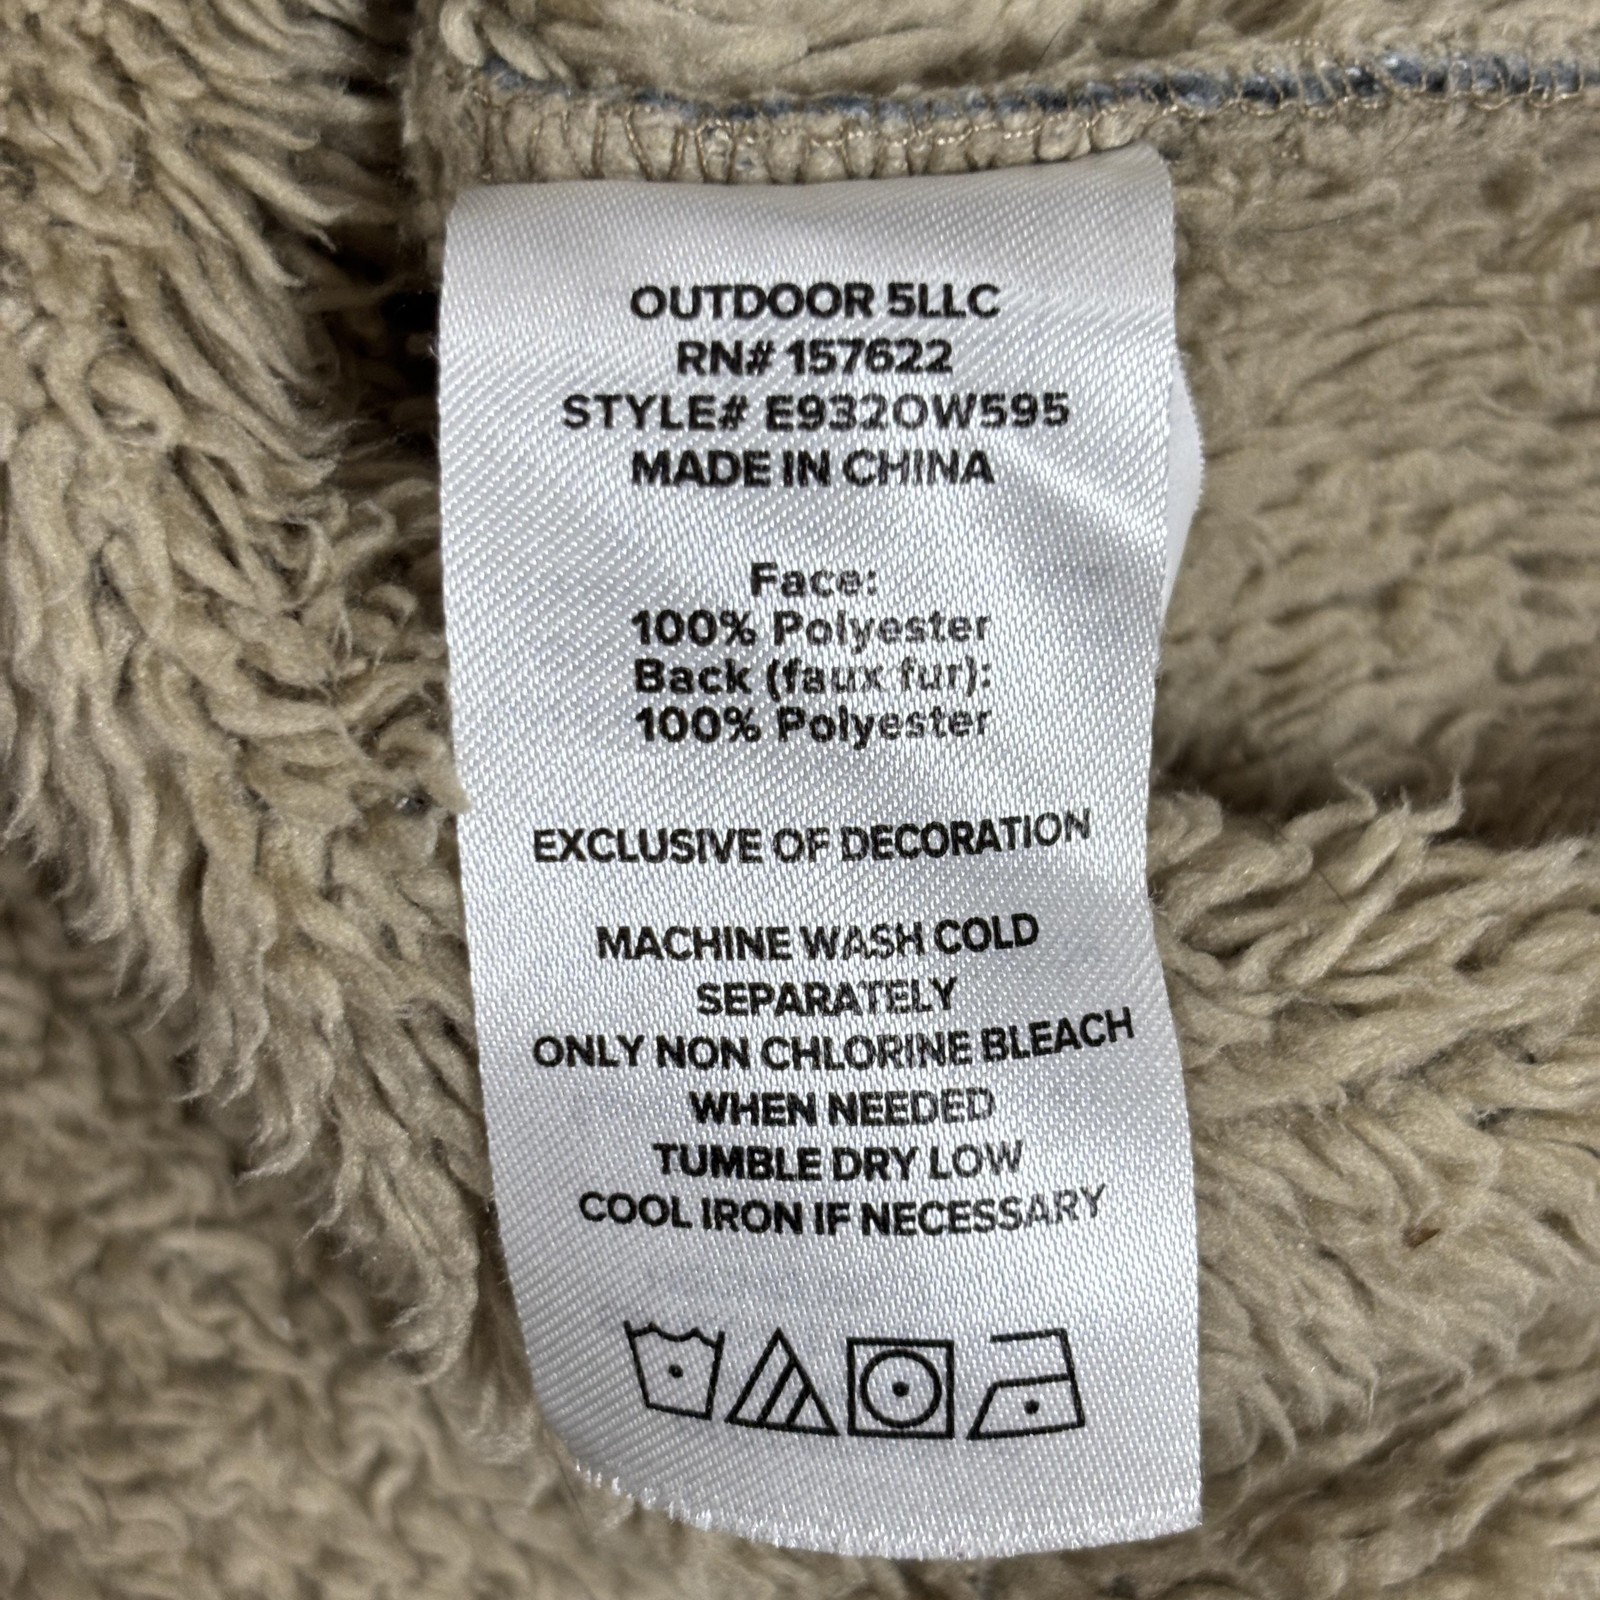 OUTDOOR 5LLC
RN# 157622
STYLE# E932OW595
MADE IN CHINA
Face:
100% Polyester
Back (faux fur):
100% Polyester
EXCLUSIVE OF DECORATION
MACHINE WASH COLD
SEPARATELY
ONLY NON CHLORINE BLEACH
WHEN NEEDED
TUMBLE DRY LOW
COOL IRON IF NECESSARY